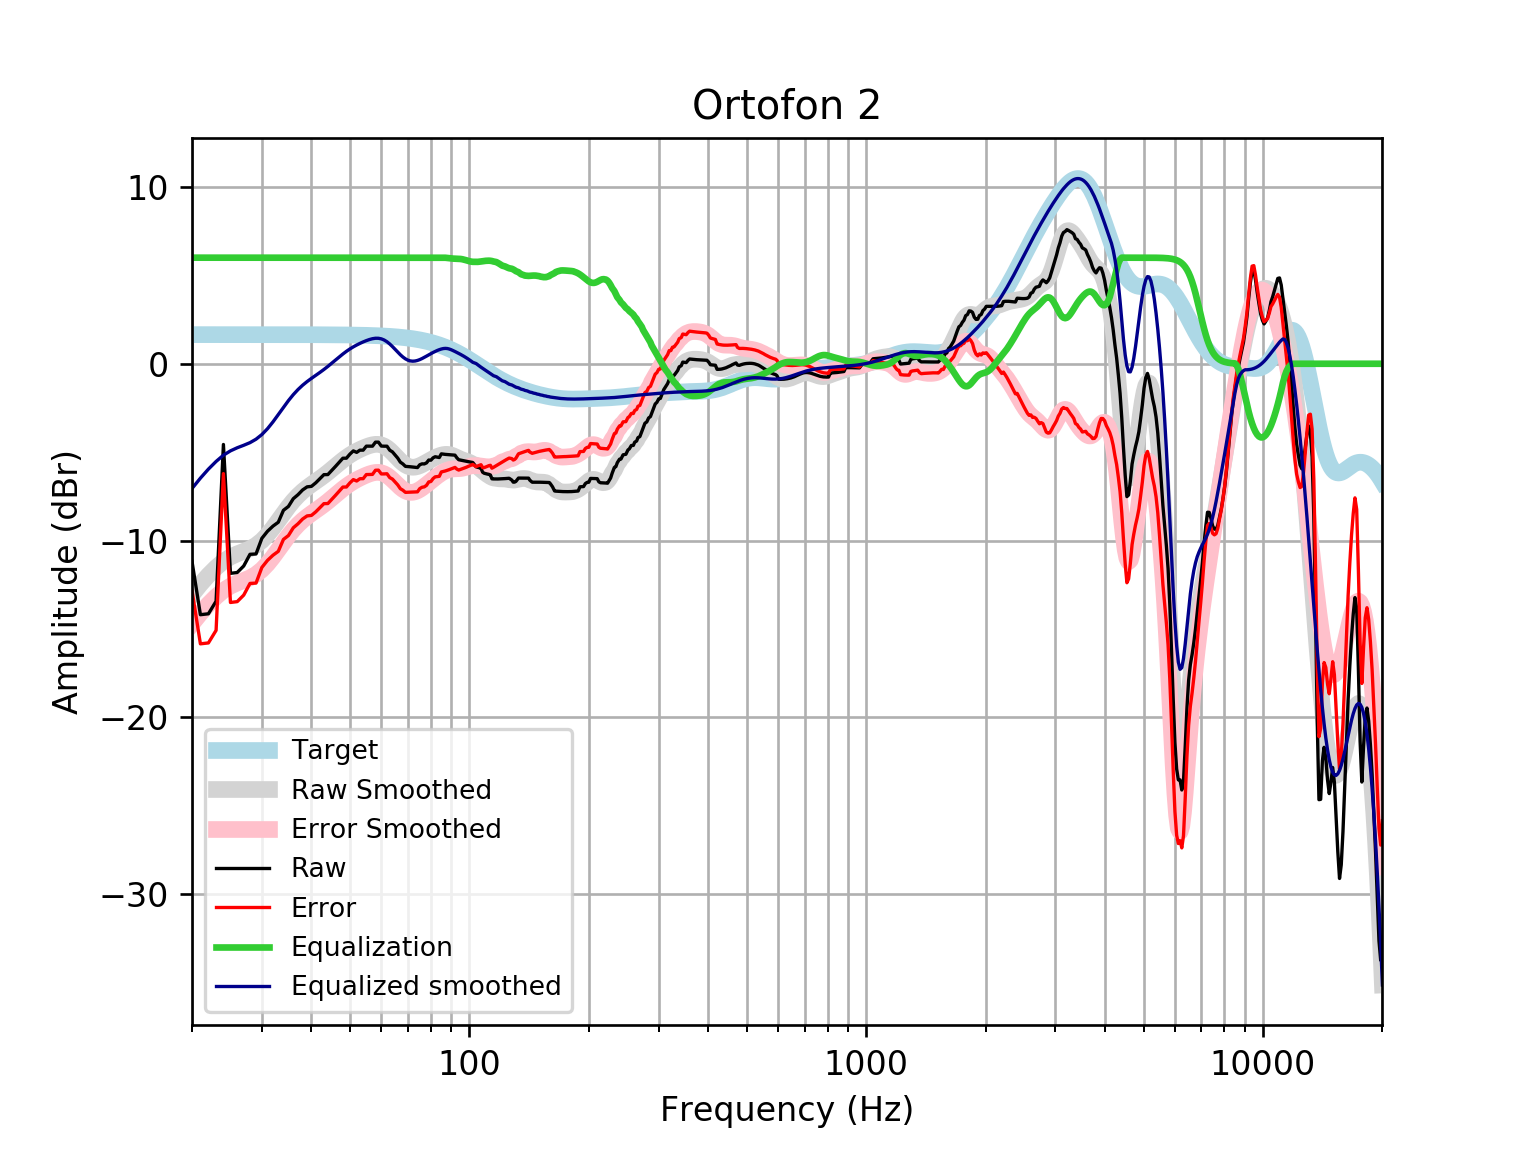 Ortofon 2
Amplitude (dBr)
10
0
−10
−20
−30
Target
Raw Smoothed
Error Smoothed
Raw
Error
Equalization
Equalized smoothed
100 1000 10000
Frequency (Hz)